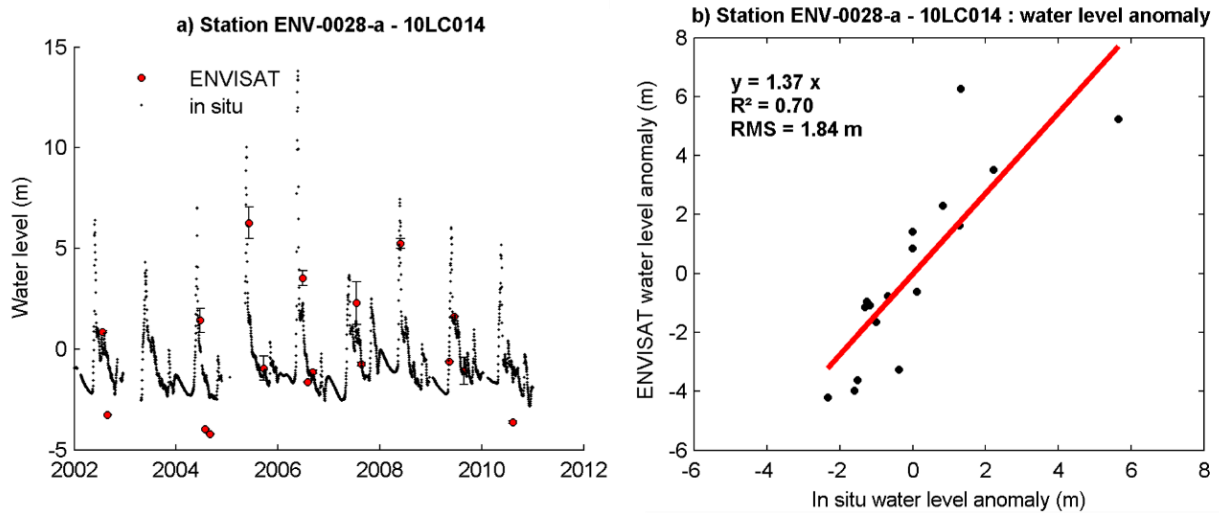 a) Station ENV-0028-a - 10LC014
ENVISAT
in situ
Water level (m)
15
10
5
0
-5
2002 2004 2006 2008 2010 2012
b) Station ENV-0028-a - 10LC014 : water level anomaly
y = 1.37 x
R² = 0.70
RMS = 1.84 m
ENVISAT water level anomaly (m)
8
6
4
2
0
-2
-4
-6
-6 -4 -2 0 2 4 6 8
In situ water level anomaly (m)